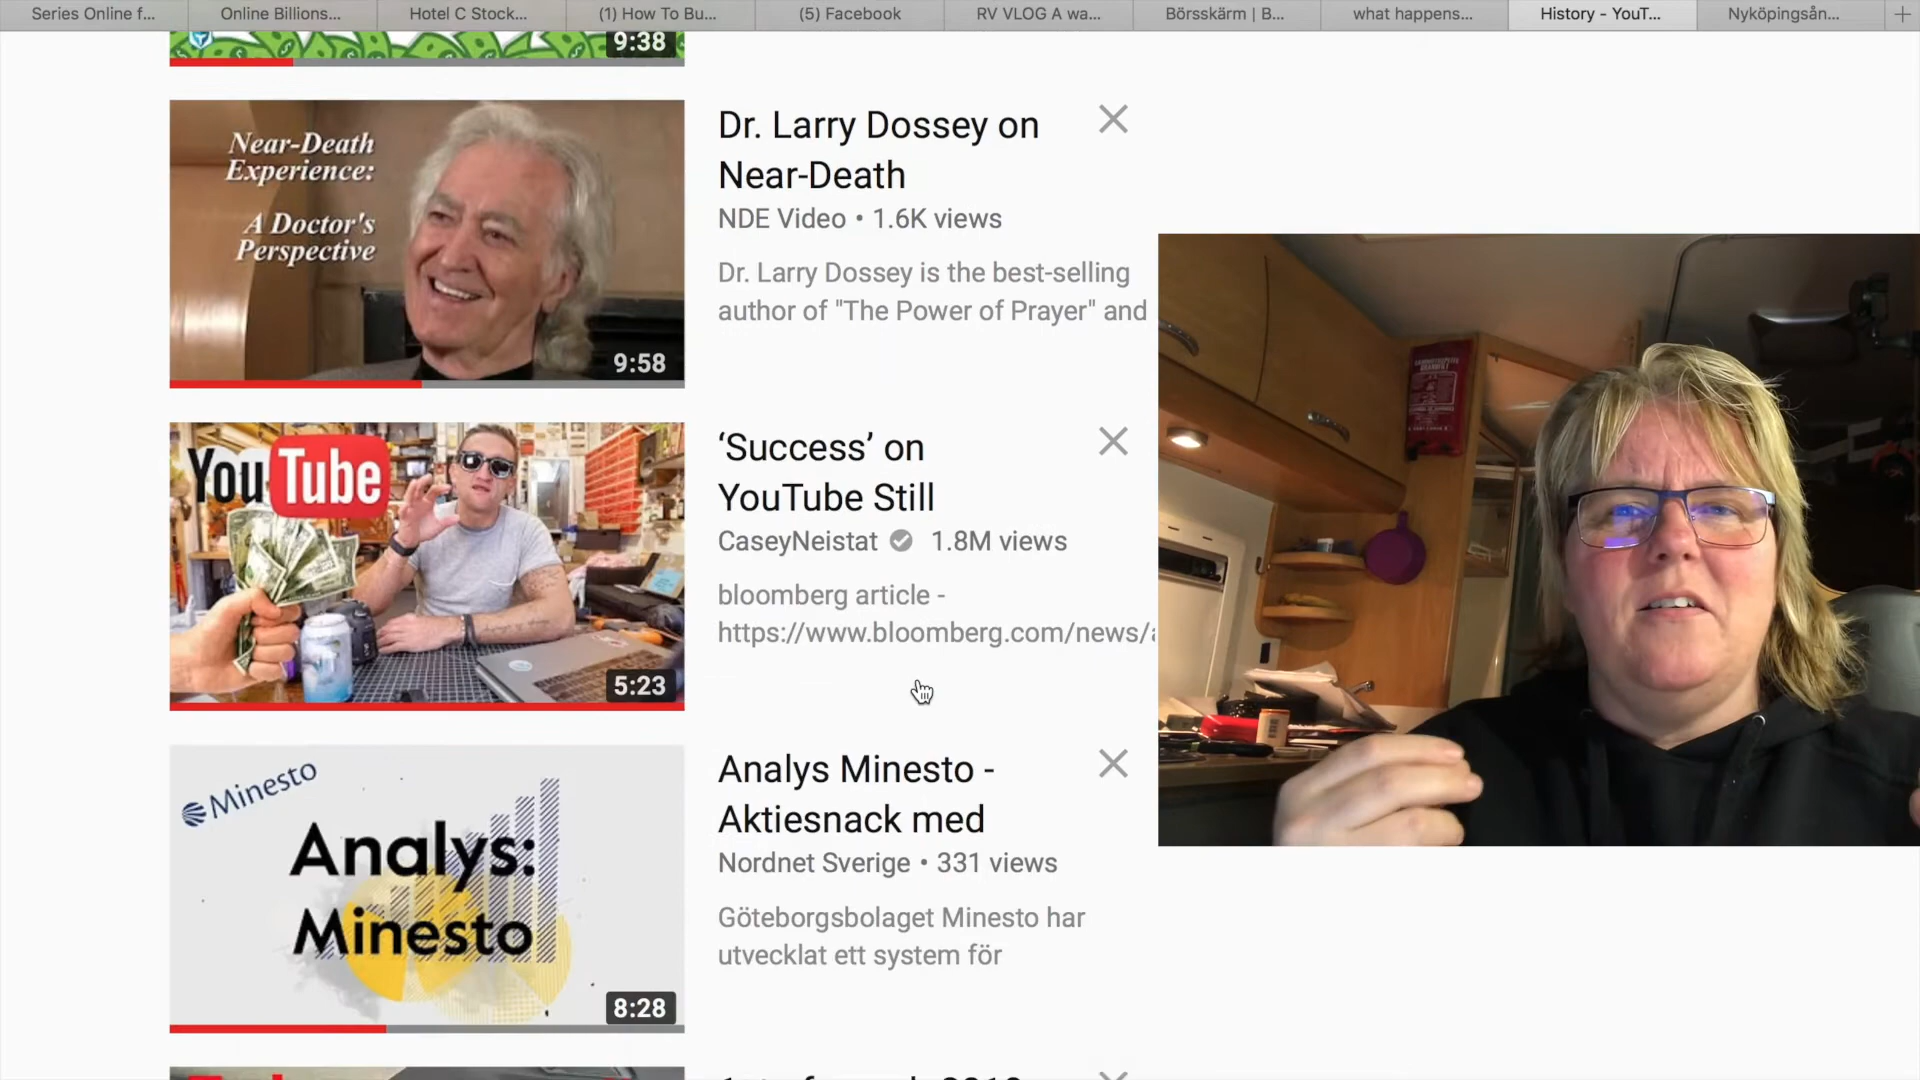 Series Online f...
Online Billions...
Hotel C Stock...
(1) How To Bu...
(5) Facebook
RV VLOG A wa...
Börsskärm | B...
what happens...
History - YouT...
Nyköpingsån...
9:38
Near-Death
Experience:
A Doctor's
Perspective
9:58
Dr. Larry Dossey on
Near-Death
NDE Video • 1.6K views
Dr. Larry Dossey is the best-selling
author of "The Power of Prayer" and
YouTube
5:23
‘Success’ on
YouTube Still
CaseyNeistat 1.8M views
bloomberg article -
https://www.bloomberg.com/news/a
Minesto
Analys:
Minesto
8:28
Analys Minesto -
Aktiesnack med
Nordnet Sverige • 331 views
Göteborgsbolaget Minesto har
utvecklat ett system för